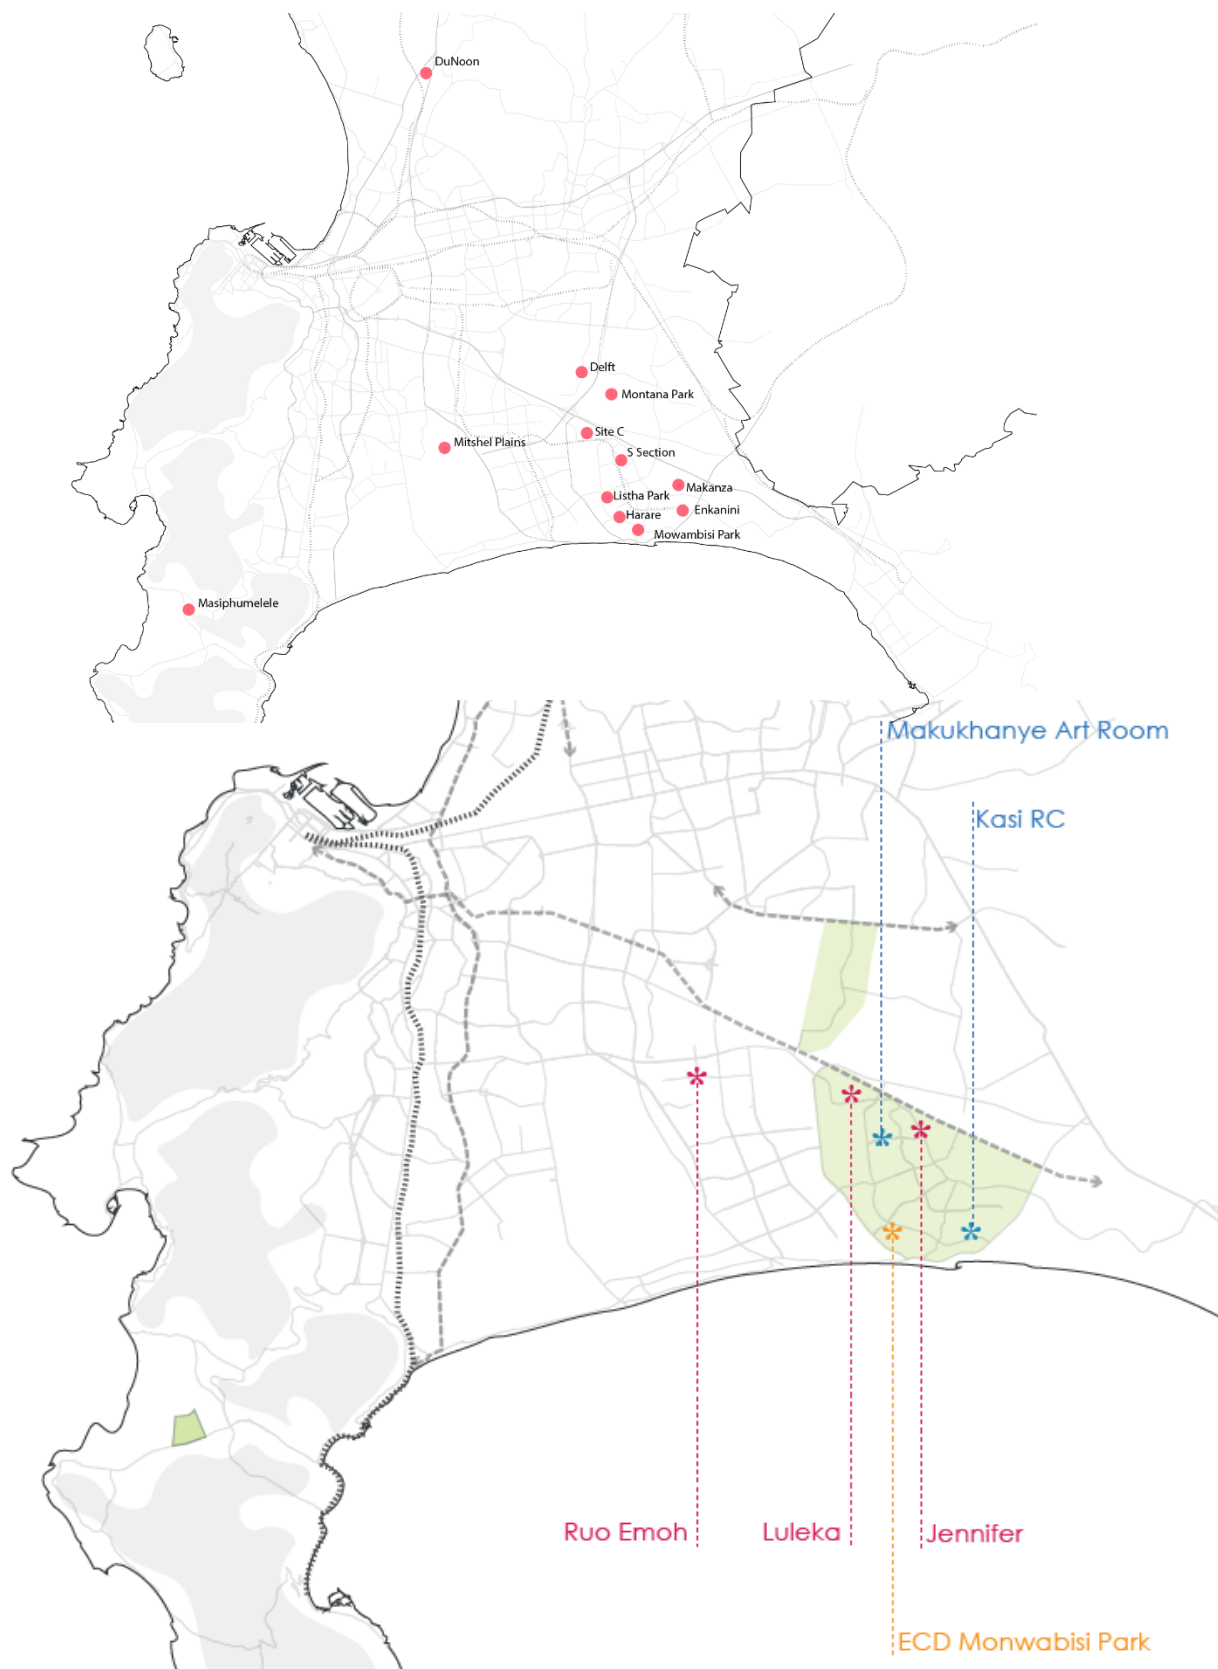 DuNoon
Delft
Montana Park
Site C
Mitshel Plains
S Section
Makanza
Listha Park
Enkanini
Harare
Mowambisi Park
Masiphumelele
Makukhanye Art Room
Kasi RC
Ruo Emoh
Luleka
Jennifer
ECD Monwabisi Park